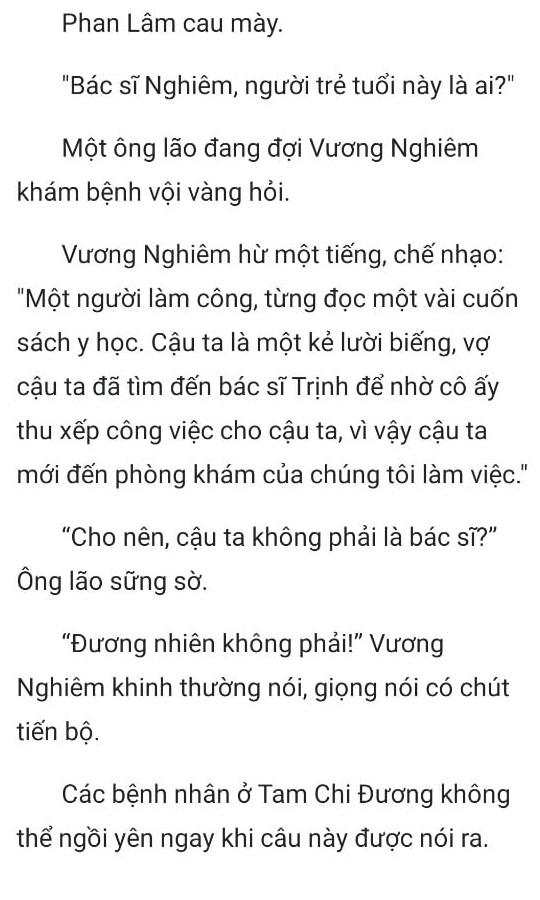 Phan Lâm cau mày.
"Bác sĩ Nghiêm, người trẻ tuổi này là ai?"
Một ông lão đang đợi Vương Nghiêm
khám bệnh vội vàng hỏi.
Vương Nghiêm hừ một tiếng, chế nhạo:
"Một người làm công, từng đọc một vài cuốn
sách y học. Cậu ta là một kẻ lười biếng, vợ
cậu ta đã tìm đến bác sĩ Trịnh để nhờ cô ấy
thu xếp công việc cho cậu ta, vì vậy cậu ta
mới đến phòng khám của chúng tôi làm việc."
“Cho nên, cậu ta không phải là bác sĩ?”
Ông lão sững sờ.
“Đương nhiên không phải!” Vương
Nghiêm khinh thường nói, giọng nói có chút
tiến bộ.
Các bệnh nhân ở Tam Chi Đương không
thể ngồi yên ngay khi câu này được nói ra.